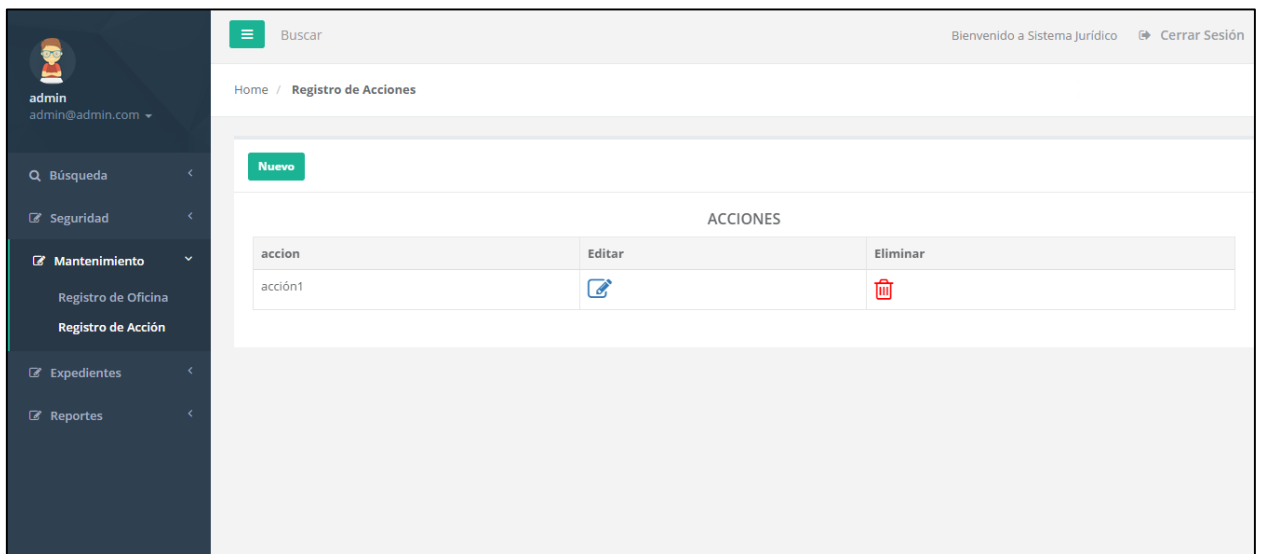 admin
admin@admin.com
Búsqueda
Seguridad
Mantenimiento
Registro de Oficina
Registro de Acción
Expedientes
Reportes
Buscar Bienvenido a Sistema Jurídico Cerrar Sesión
Home / Registro de Acciones
Nuevo
ACCIONES
accion Editar Eliminar
acción1